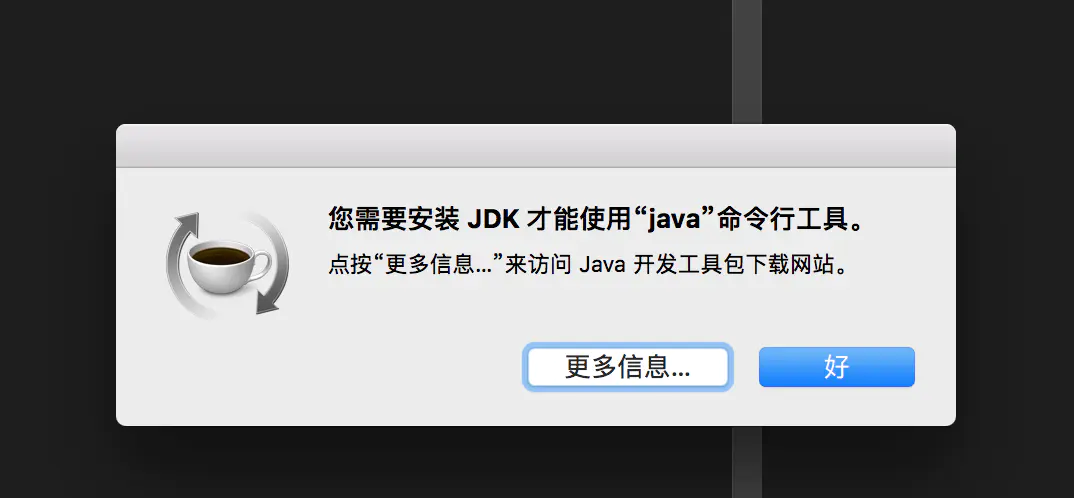 您需要安装 JDK 才能使用“java”命令行工具。
点按“更多信息...”来访问 Java 开发工具包下载网站。
更多信息...
好